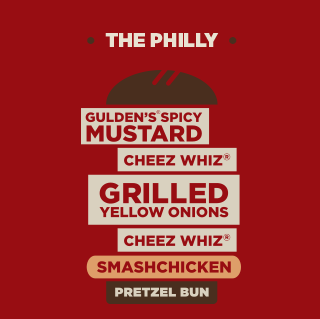 THE PHILLY
GULDEN'S® SPICY
MUSTARD
CHEEZ WHIZ®
GRILLED
YELLOW ONIONS
CHEEZ WHIZ®
SMASHCHICKEN
PRETZEL BUN